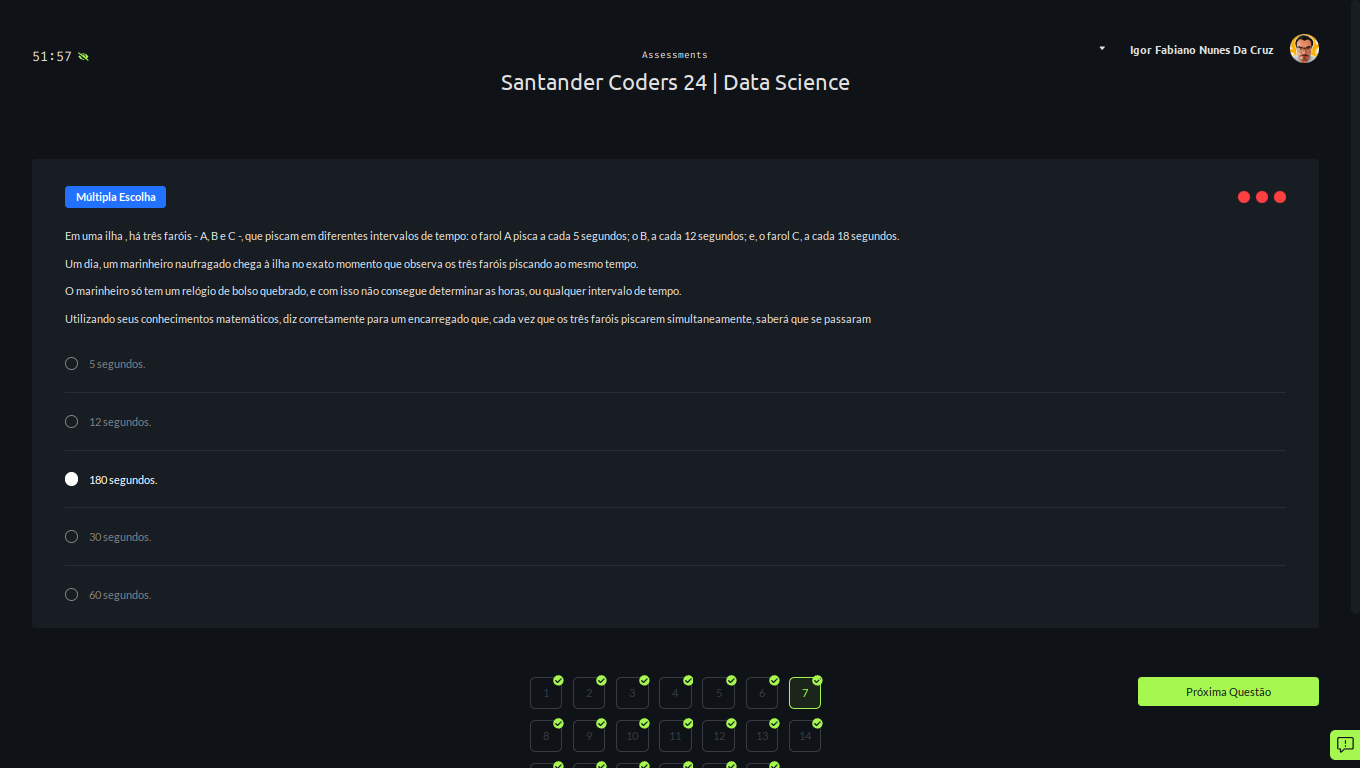 51:57
Assessments
Igor Fabiano Nunes Da Cruz
Santander Coders 24 | Data Science
Múltipla Escolha
Em uma ilha , há três faróis - A, B e C -, que piscam em diferentes intervalos de tempo: o farol A pisca a cada 5 segundos; o B, a cada 12 segundos; e, o farol C, a cada 18 segundos.
Um dia, um marinheiro naufragado chega à ilha no exato momento que observa os três faróis piscando ao mesmo tempo.
O marinheiro só tem um relógio de bolso quebrado, e com isso não consegue determinar as horas, ou qualquer intervalo de tempo.
Utilizando seus conhecimentos matemáticos, diz corretamente para um encarregado que, cada vez que os três faróis piscarem simultaneamente, saberá que se passaram
5 segundos.
12 segundos.
180 segundos.
30 segundos.
60 segundos.
1 2 3 4 5 6 7
Próxima Questão
8 9 10 11 12 13 14